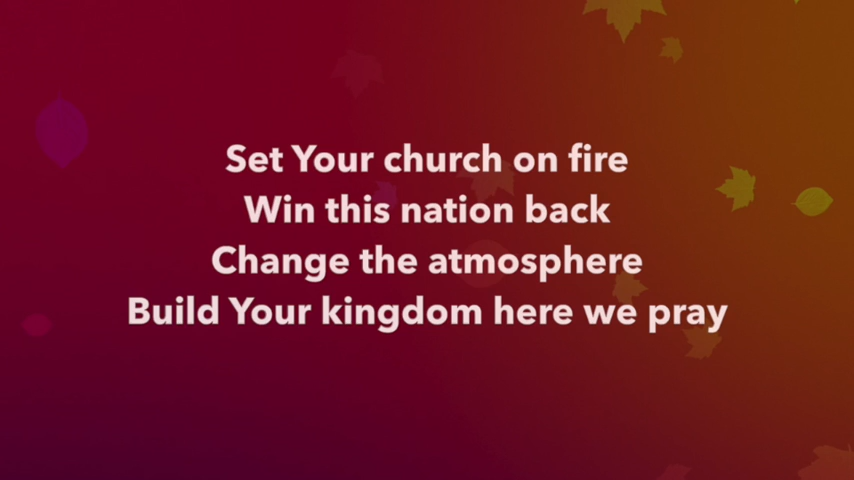 Set Your church on fire
Win this nation back
Change the atmosphere
Build Your kingdom here we pray